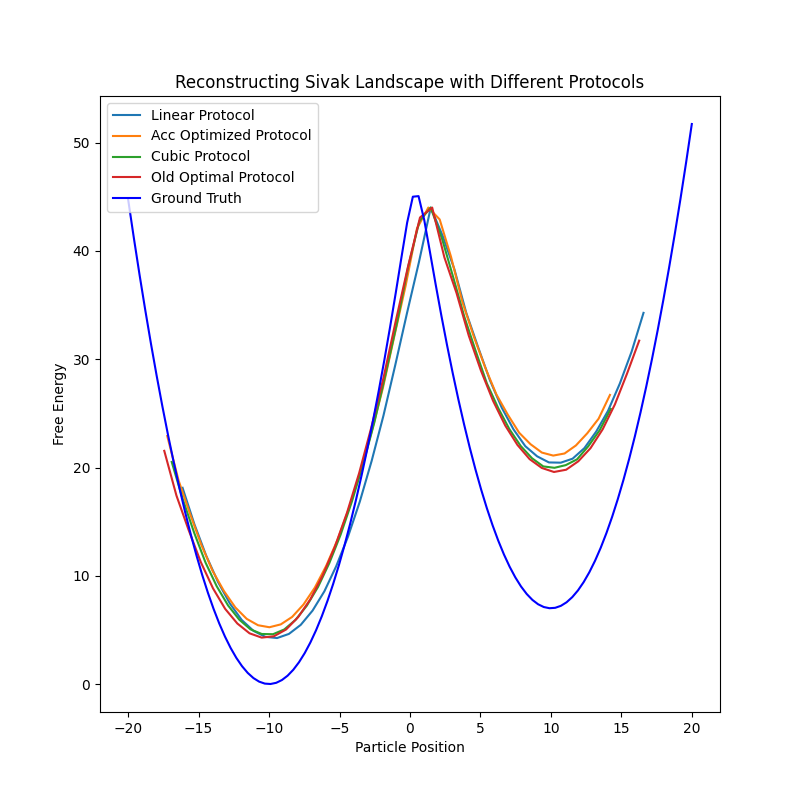 Reconstructing Sivak Landscape with Different Protocols
Linear Protocol
Acc Optimized Protocol
Cubic Protocol
Old Optimal Protocol
Ground Truth
50
40
30
20
10
0
Free Energy
−20 −15 −10 −5 0 5 10 15 20
Particle Position